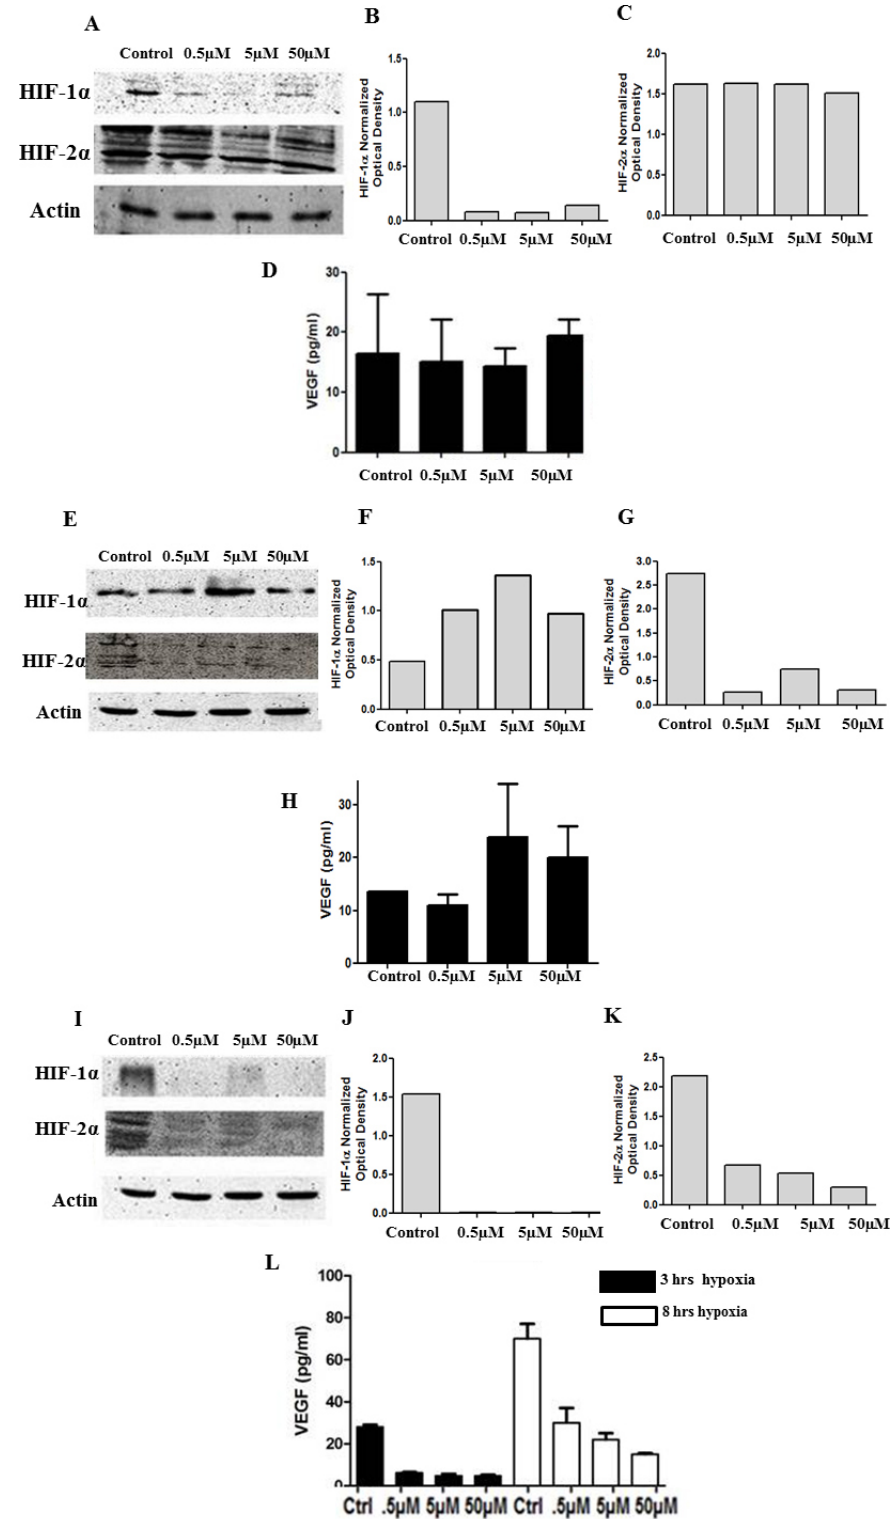 A
Control 0.5μM 5μM 50μM
HIF-1α
HIF-2α
Actin
B
HIF-1α Normalized
Optical Density
1.5
1.0
0.5
0.0
Control 0.5μM 5μM 50μM
C
HIF-2α Normalized
Optical Density
2.0
1.5
1.0
0.5
0.0
Control 0.5μM 5μM 50μM
D
VEGF (pg/ml)
30
20
10
0
Control 0.5μM 5μM 50μM
E
Control 0.5μM 5μM 50μM
HIF-1α
HIF-2α
Actin
F
HIF-1α Normalized
Optical Density
1.5
1.0
0.5
0.0
Control 0.5μM 5μM 50μM
G
HIF-2α Normalized
Optical Density
3.0
2.5
2.0
1.5
1.0
0.5
0.0
Control 0.5μM 5μM 50μM
H
VEGF (pg/ml)
30
20
10
0
Control 0.5μM 5μM 50μM
I
Control 0.5μM 5μM 50μM
HIF-1α
HIF-2α
Actin
J
HIF-1α Normalized
Optical Density
2.0
1.5
1.0
0.5
0.0
Control 0.5μM 5μM 50μM
K
HIF-2α Normalized
Optical Density
2.5
2.0
1.5
1.0
0.5
0.0
Control 0.5μM 5μM 50μM
L
VEGF (pg/ml)
100
80
60
40
20
0
3 hrs hypoxia
8 hrs hypoxia
Ctrl .5μM 5μM 50μM Ctrl .5μM 5μM 50μM